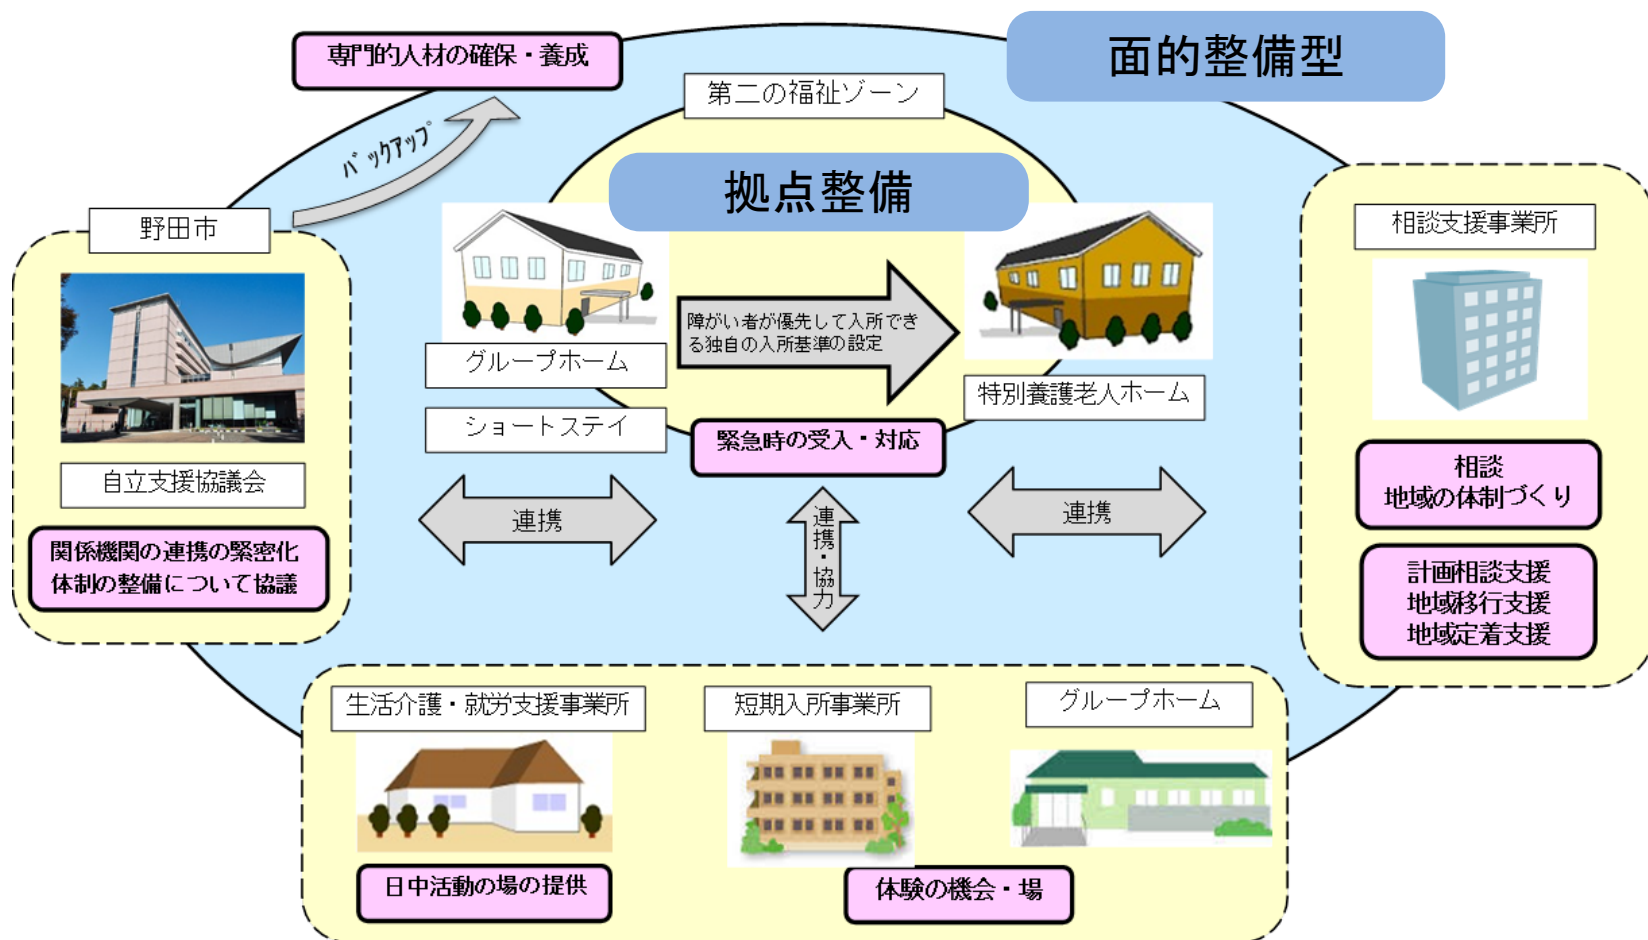 専門的人材の確保・養成
面的整備型
第二の福祉ゾーン
バックアップ
拠点整備
野田市
自立支援協議会
関係機関の連携の緊密化
体制の整備について協議
グループホーム
ショートステイ
障がい者が優先して入所でき
る独自の入所基準の設定
特別養護老人ホーム
緊急時の受入・対応
連携
連携・協力
連携
相談支援事業所
相談
地域の体制づくり
計画相談支援
地域移行支援
地域定着支援
生活介護・就労支援事業所
日中活動の場の提供
短期入所事業所
グループホーム
体験の機会・場